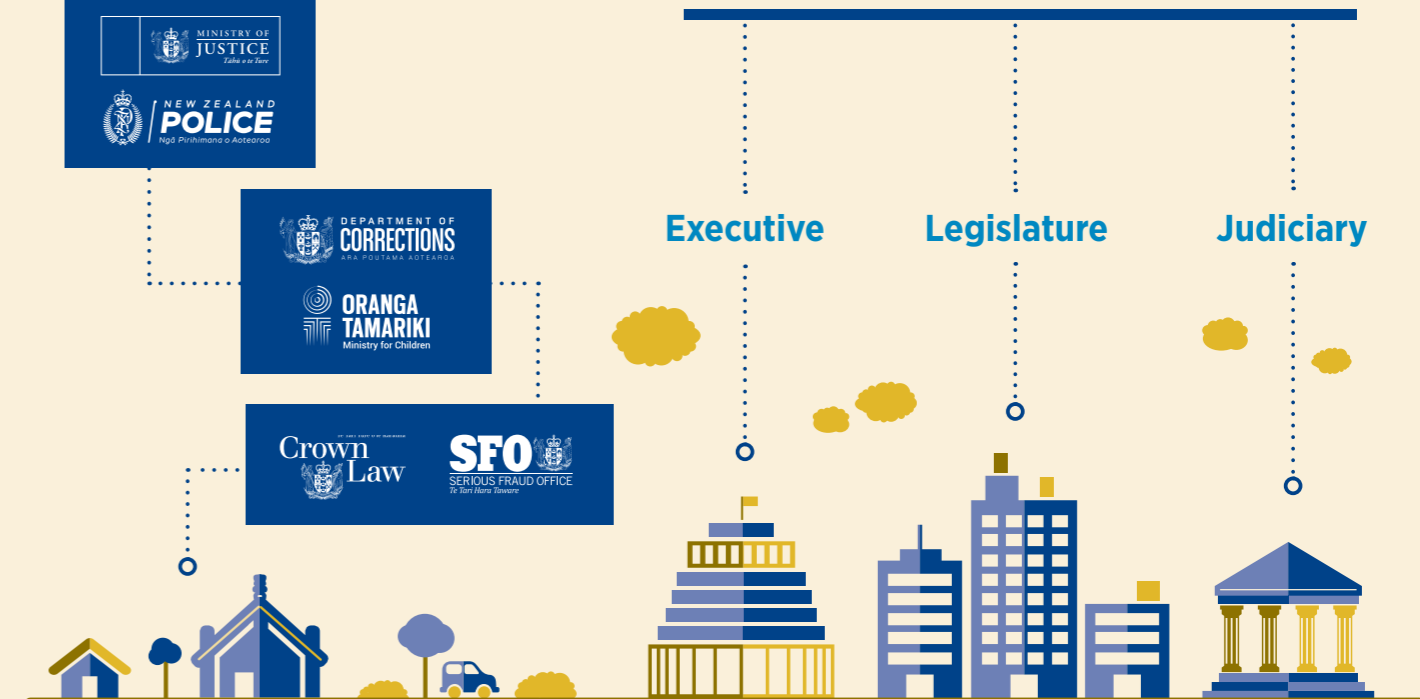 MINISTRY OF
JUSTICE
Tāhū o te Ture
NEW ZEALAND
POLICE
Ngā Pirihimana o Aotearoa
DEPARTMENT OF
CORRECTIONS
ARA POUTAMA AOTEAROA
ORANGA
TAMARIKI
Ministry for Children
Crown
Law
SFO
SERIOUS FRAUD OFFICE
Te Tari Hara Taware
Executive
Legislature
Judiciary